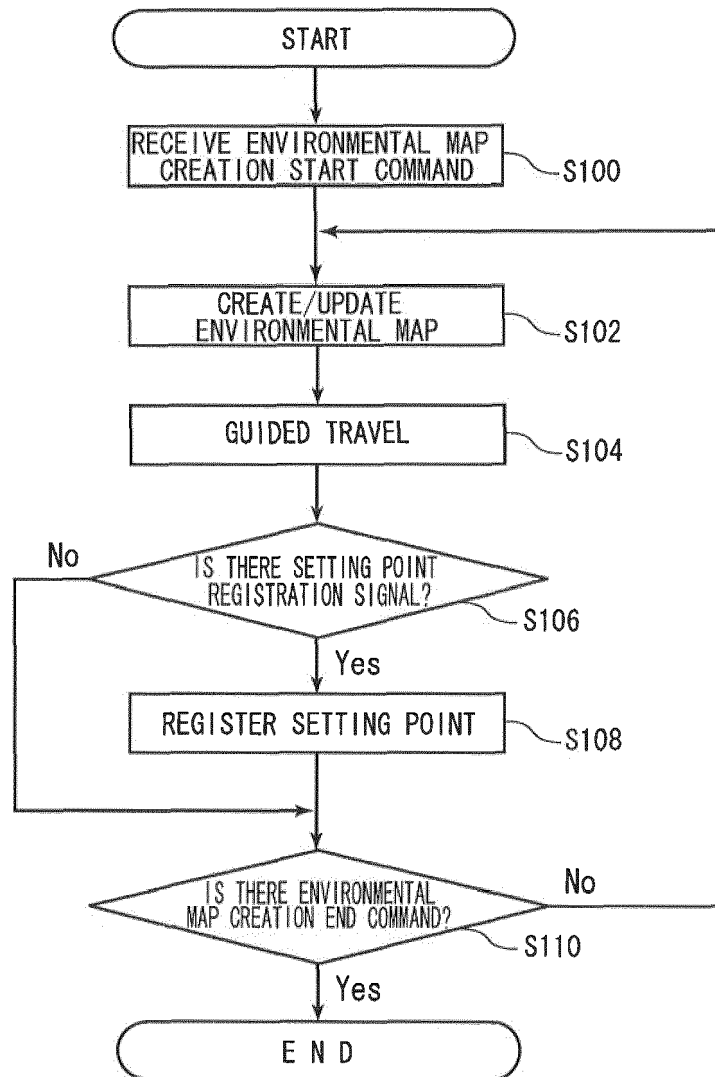 START
RECEIVE ENVIRONMENTAL MAP
CREATION START COMMAND
S100
CREATE/UPDATE
ENVIRONMENTAL MAP
S102
GUIDED TRAVEL
S104
No
IS THERE SETTING POINT
REGISTRATION SIGNAL?
S106
Yes
REGISTER SETTING POINT
S108
IS THERE ENVIRONMENTAL
MAP CREATION END COMMAND?
No
S110
Yes
END